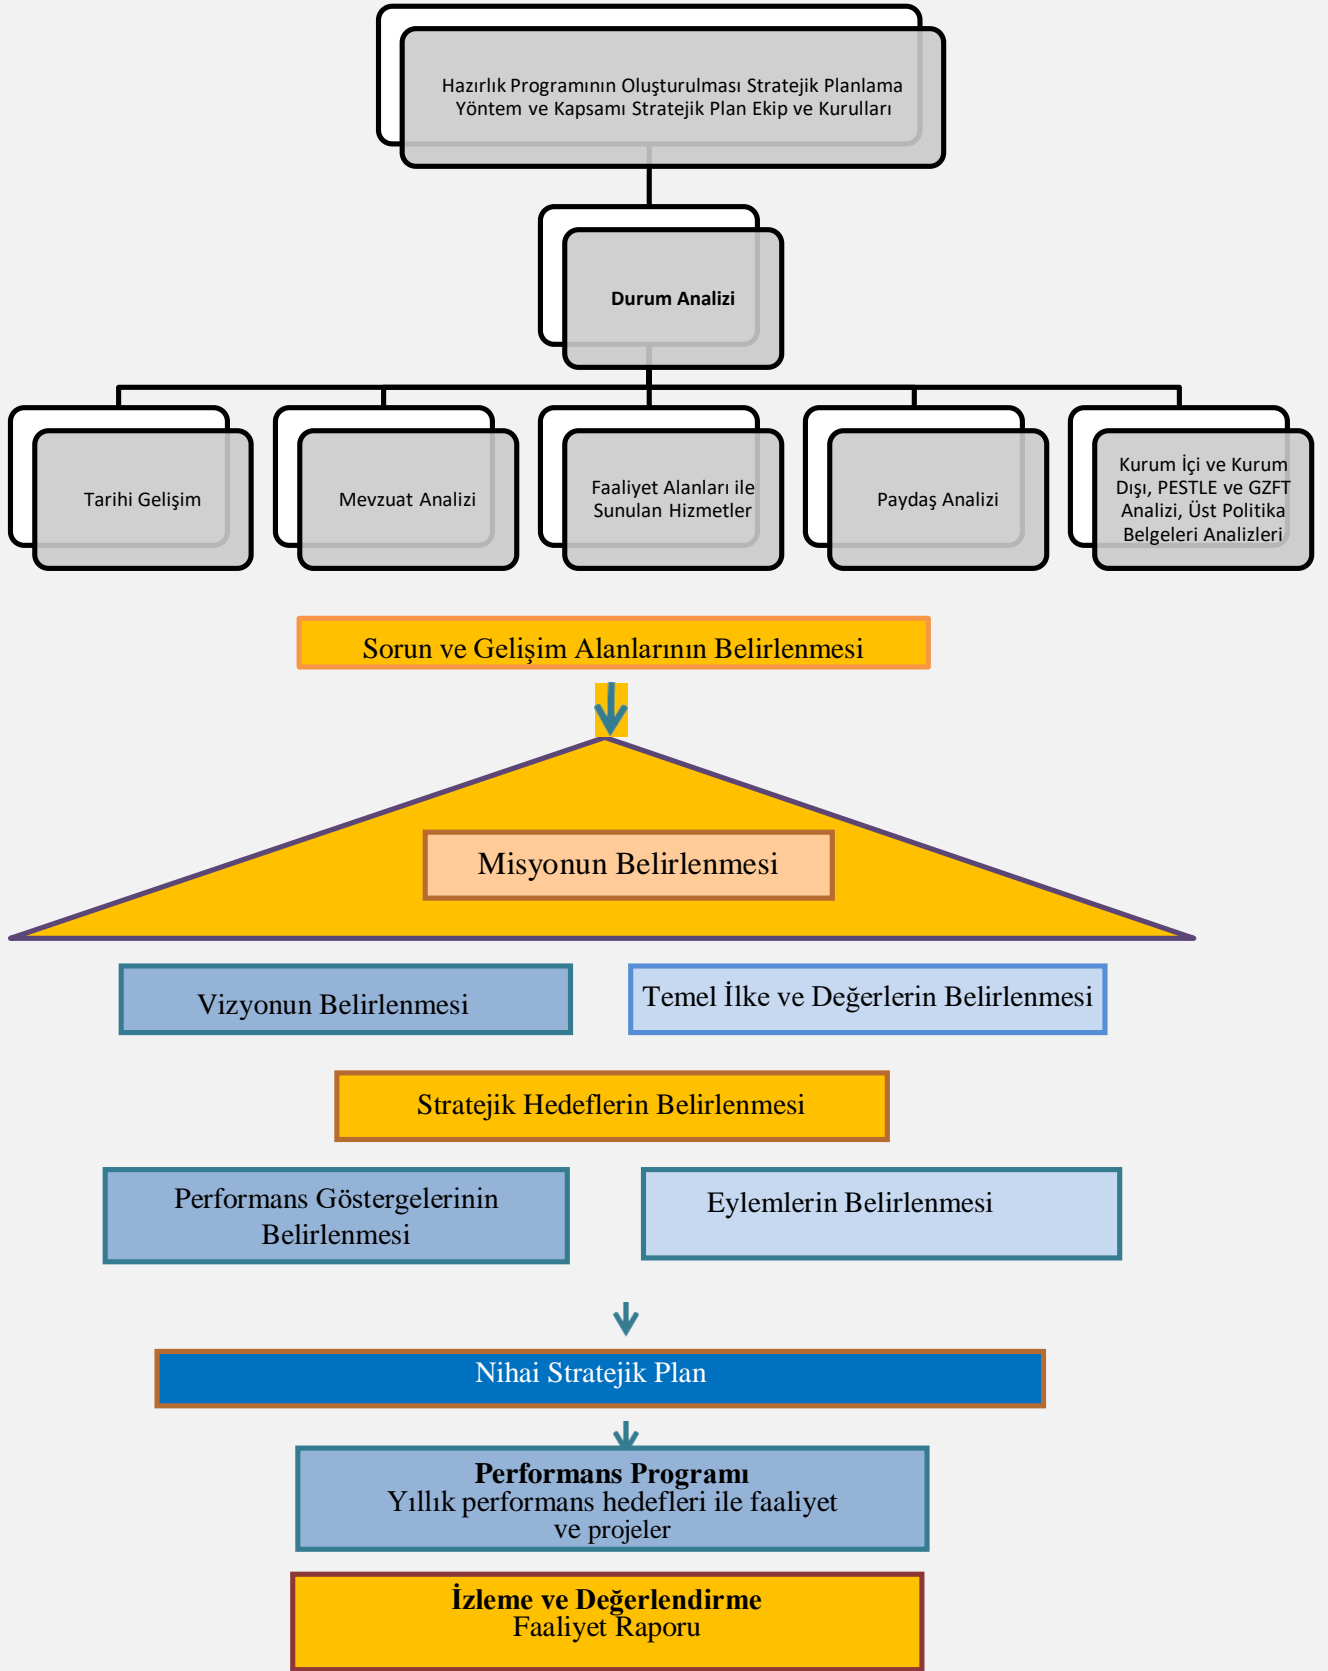 Hazırlık Programının Oluşturulması Stratejik Planlama
Yöntem ve Kapsamı Stratejik Plan Ekip ve Kurulları
Durum Analizi
Tarihi Gelişim
Mevzuat Analizi
Faaliyet Alanları ile
Sunulan Hizmetler
Paydaş Analizi
Kurum İçi ve Kurum
Dışı, PESTLE ve GZFT
Analizi, Üst Politika
Belgeleri Analizleri
Sorun ve Gelişim Alanlarının Belirlenmesi
Misyonun Belirlenmesi
Vizyonun Belirlenmesi
Temel İlke ve Değerlerin Belirlenmesi
Stratejik Hedeflerin Belirlenmesi
Performans Göstergelerinin
Belirlenmesi
Eylemlerin Belirlenmesi
Nihai Stratejik Plan
Performans Programı
Yıllık performans hedefleri ile faaliyet
ve projeler
İzleme ve Değerlendirme
Faaliyet Raporu